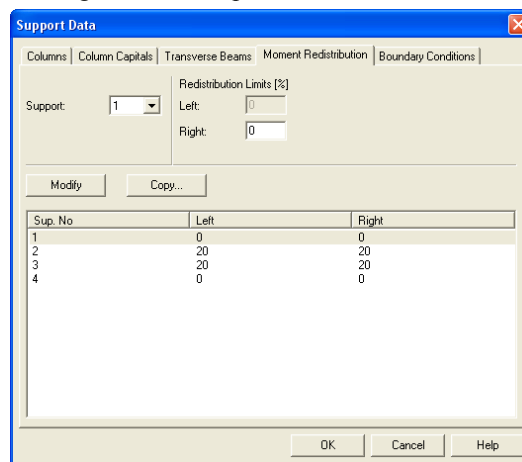 Support Data
Columns Column Capitals Transverse Beams Moment Redistribution Boundary Conditions
Redistribution Limits [%]
Support: 1 Left: 0
Right: 0
Modify Copy...
Sup. No Left Right
1 0 0
2 20 20
3 20 20
4 0 0
OK Cancel Help